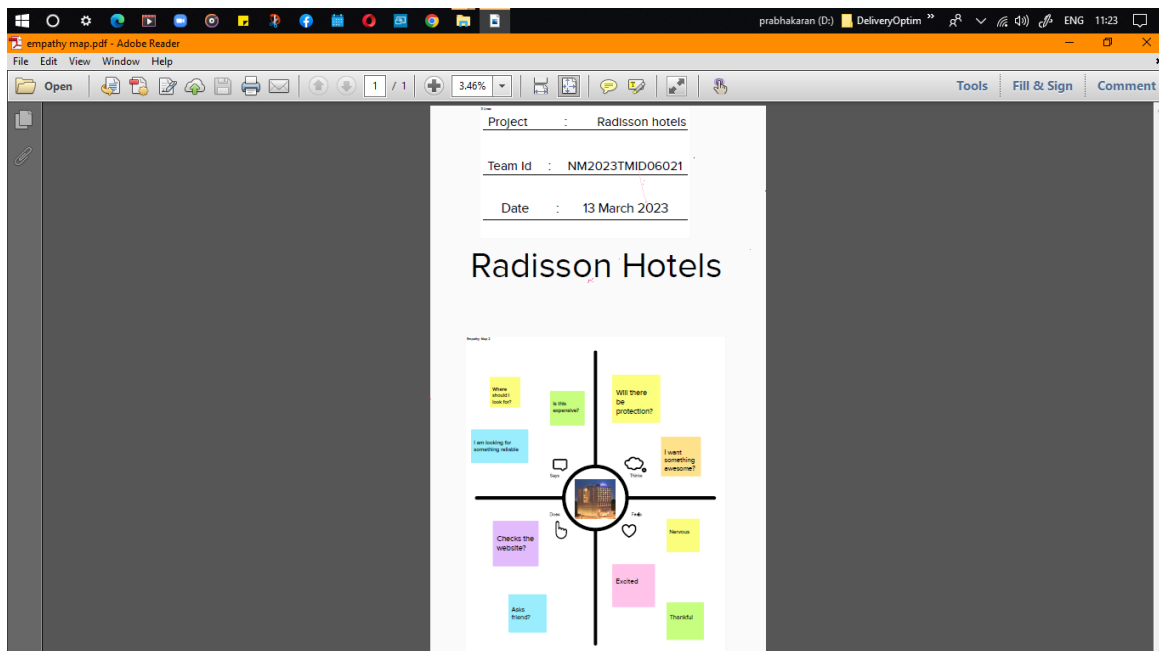 prabhakaran (D:) DeliveryOptim » ENG 11:23
empathy map.pdf - Adobe Reader
File Edit View Window Help
Open 1 / 1 3.46% Tools Fill & Sign Comment
Project : Radisson hotels
Team Id : NM2023TMID06021
Date : 13 March 2023
Radisson Hotels
Empathy Map 2
Where
should I
look for?
Is this
expensive?
Will there
be
protection?
I am looking for
something reliable
I want
something
awesome?
Says
Thinks
Does
Feels
Checks the
website?
Nervous
Excited
Asks
friend?
Thankful